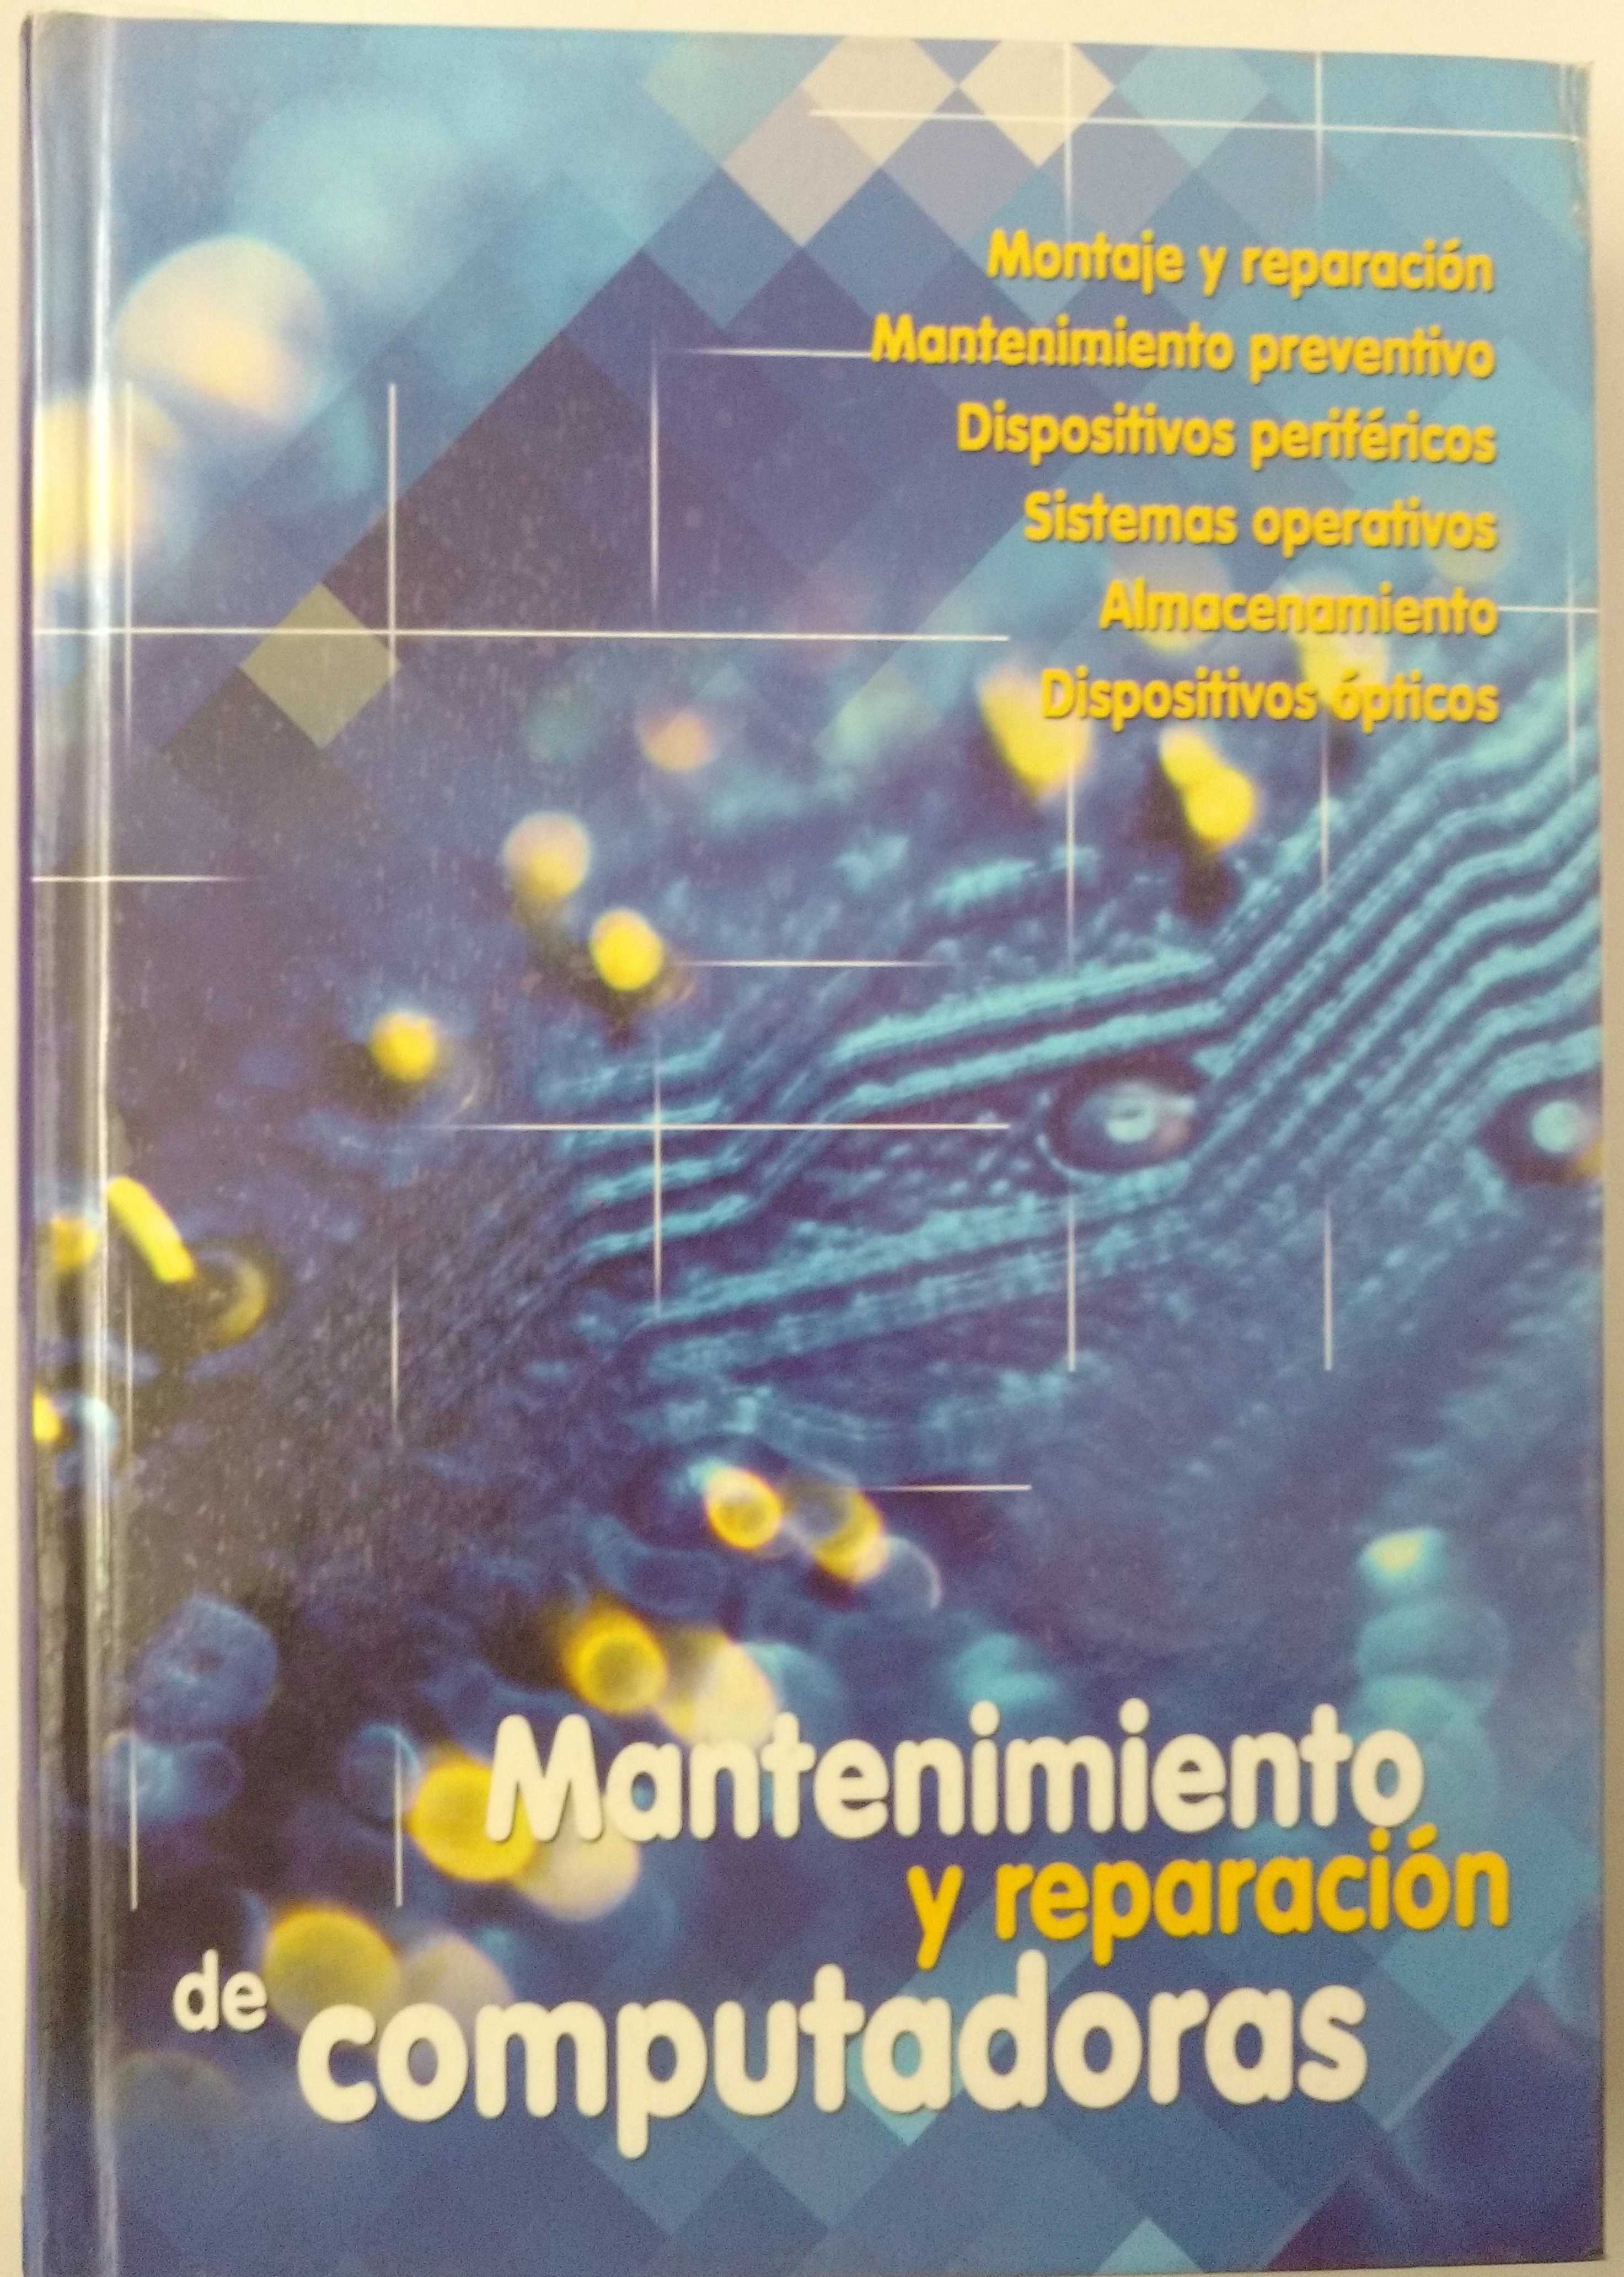 Montaje y reparación
Mantenimiento preventivo
Dispositivos periféricos
Sistemas operativos
Almacenamiento
Dispositivos ópticos
Mantenimiento
y reparación
de computadoras